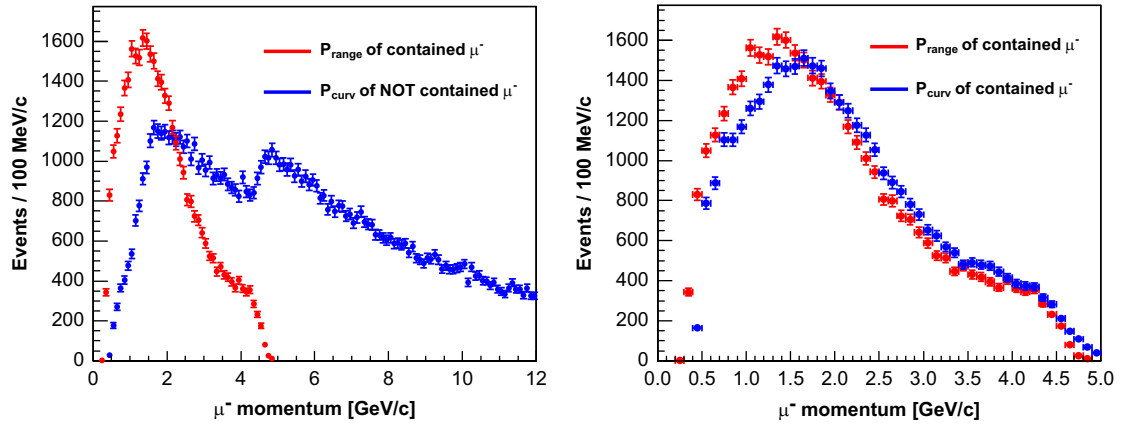 P_range of contained μ⁻
P_curv of NOT contained μ⁻
Events / 100 MeV/c
1600
1400
1200
1000
800
600
400
200
0
0 2 4 6 8 10 12
μ⁻ momentum [GeV/c]
P_range of contained μ⁻
P_curv of contained μ⁻
Events / 100 MeV/c
1600
1400
1200
1000
800
600
400
200
0
0.0 0.5 1.0 1.5 2.0 2.5 3.0 3.5 4.0 4.5 5.0
μ⁻ momentum [GeV/c]